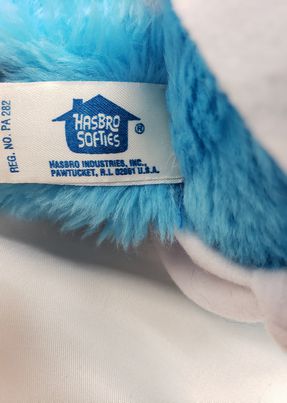 HASBRO
SOFTIES
®
HASBRO INDUSTRIES, INC.,
PAWTUCKET, R.I. 02861 U.S.A.
REG. NO. PA 282